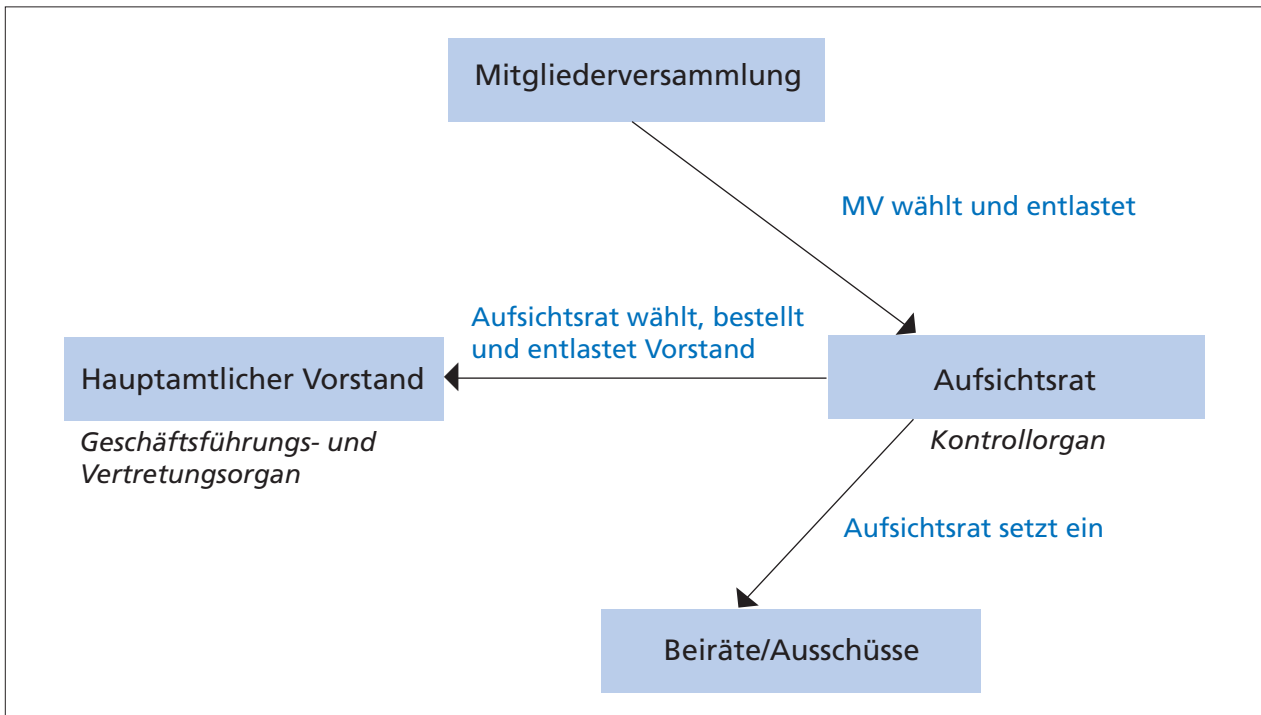 Mitgliederversammlung
MV wählt und entlastet
Aufsichtsrat wählt, bestellt
und entlastet Vorstand
Hauptamtlicher Vorstand
Aufsichtsrat
Geschäftsführungs- und
Vertretungsorgan
Kontrollorgan
Aufsichtsrat setzt ein
Beiräte/Ausschüsse